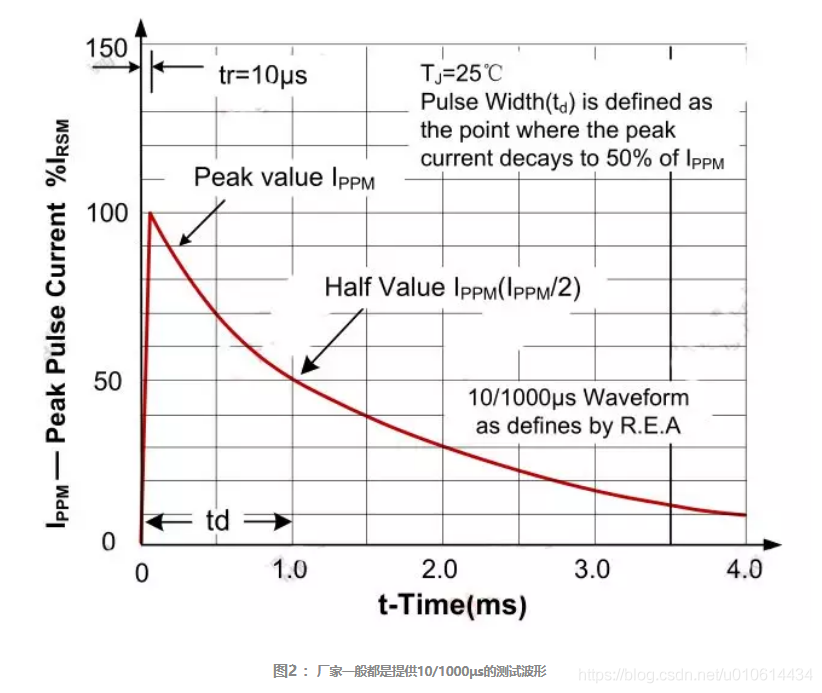 150
tr=10μs
TJ=25℃
Pulse Width(td) is defined as
the point where the peak
current decays to 50% of IPPM
Peak value IPPM
100
Half Value IPPM(IPPM/2)
50
10/1000μs Waveform
as defines by R.E.A
td
0
0
1.0
2.0
3.0
4.0
IPPM — Peak Pulse Current %IRSM
t-Time(ms)
图2 ： 厂家一般都是提供10/1000μs的测试波形
https://blog.csdn.net/u010614434